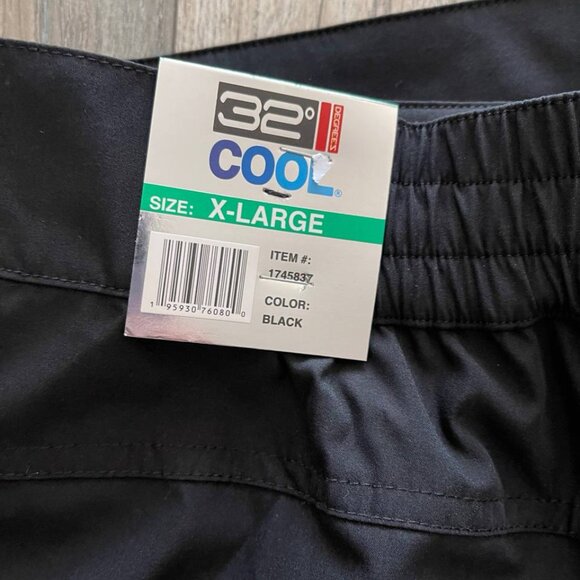 32°
DEGREES
COOL®
SIZE: X-LARGE
ITEM #:
1745837
COLOR:
BLACK
1 95930 76080 0